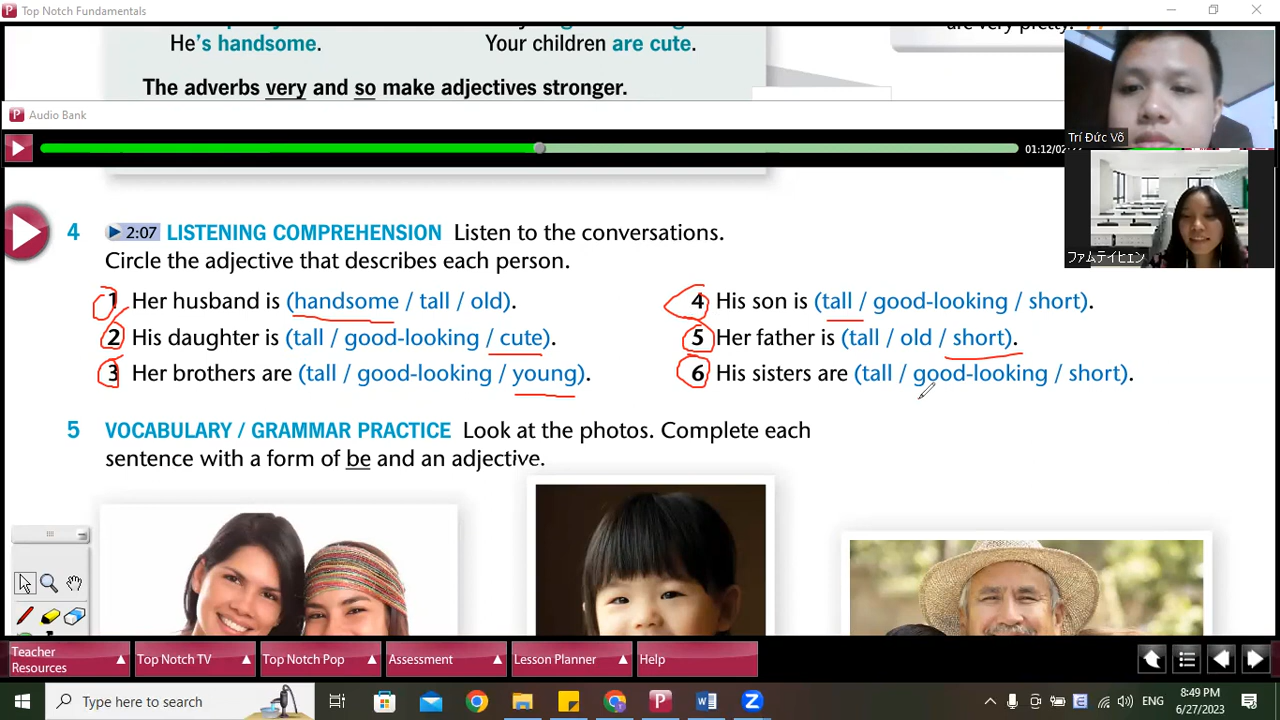 Top Notch Fundamentals
He's handsome.
Your children are cute.
The adverbs very and so make adjectives stronger.
are very pretty.
Audio Bank
01:12/02:
Trí Đức Võ
ファムテイヒェン
4 2:07 LISTENING COMPREHENSION Listen to the conversations.
Circle the adjective that describes each person.
1 Her husband is (handsome / tall / old).
2 His daughter is (tall / good-looking / cute).
3 Her brothers are (tall / good-looking / young).
4 His son is (tall / good-looking / short).
5 Her father is (tall / old / short).
6 His sisters are (tall / good-looking / short).
5 VOCABULARY / GRAMMAR PRACTICE Look at the photos. Complete each
sentence with a form of be and an adjective.
Teacher
Resources
Top Notch TV
Top Notch Pop
Assessment
Lesson Planner
Help
Type here to search
ENG
8:49 PM
6/27/2023